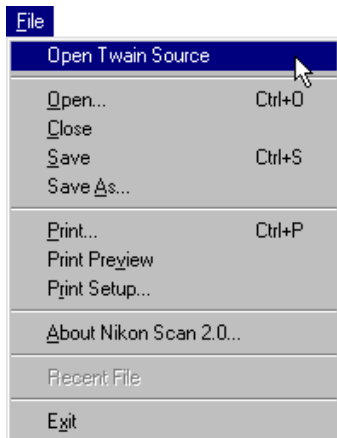 File
Open Twain Source
Open... Ctrl+O
Close
Save Ctrl+S
Save As...
Print... Ctrl+P
Print Preview
Print Setup...
About Nikon Scan 2.0...
Recent File
Exit